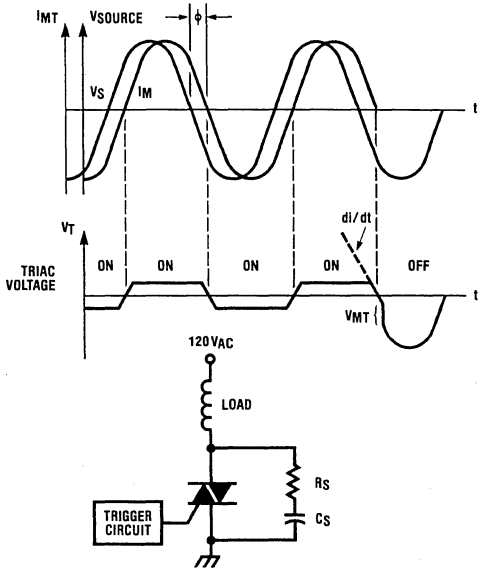 IMT VSOURCE ϕ
VS IM
t
VT di/dt
TRIAC VOLTAGE
ON ON ON ON OFF
t
VMT
120VAC
LOAD
RS
CS
TRIGGER
CIRCUIT